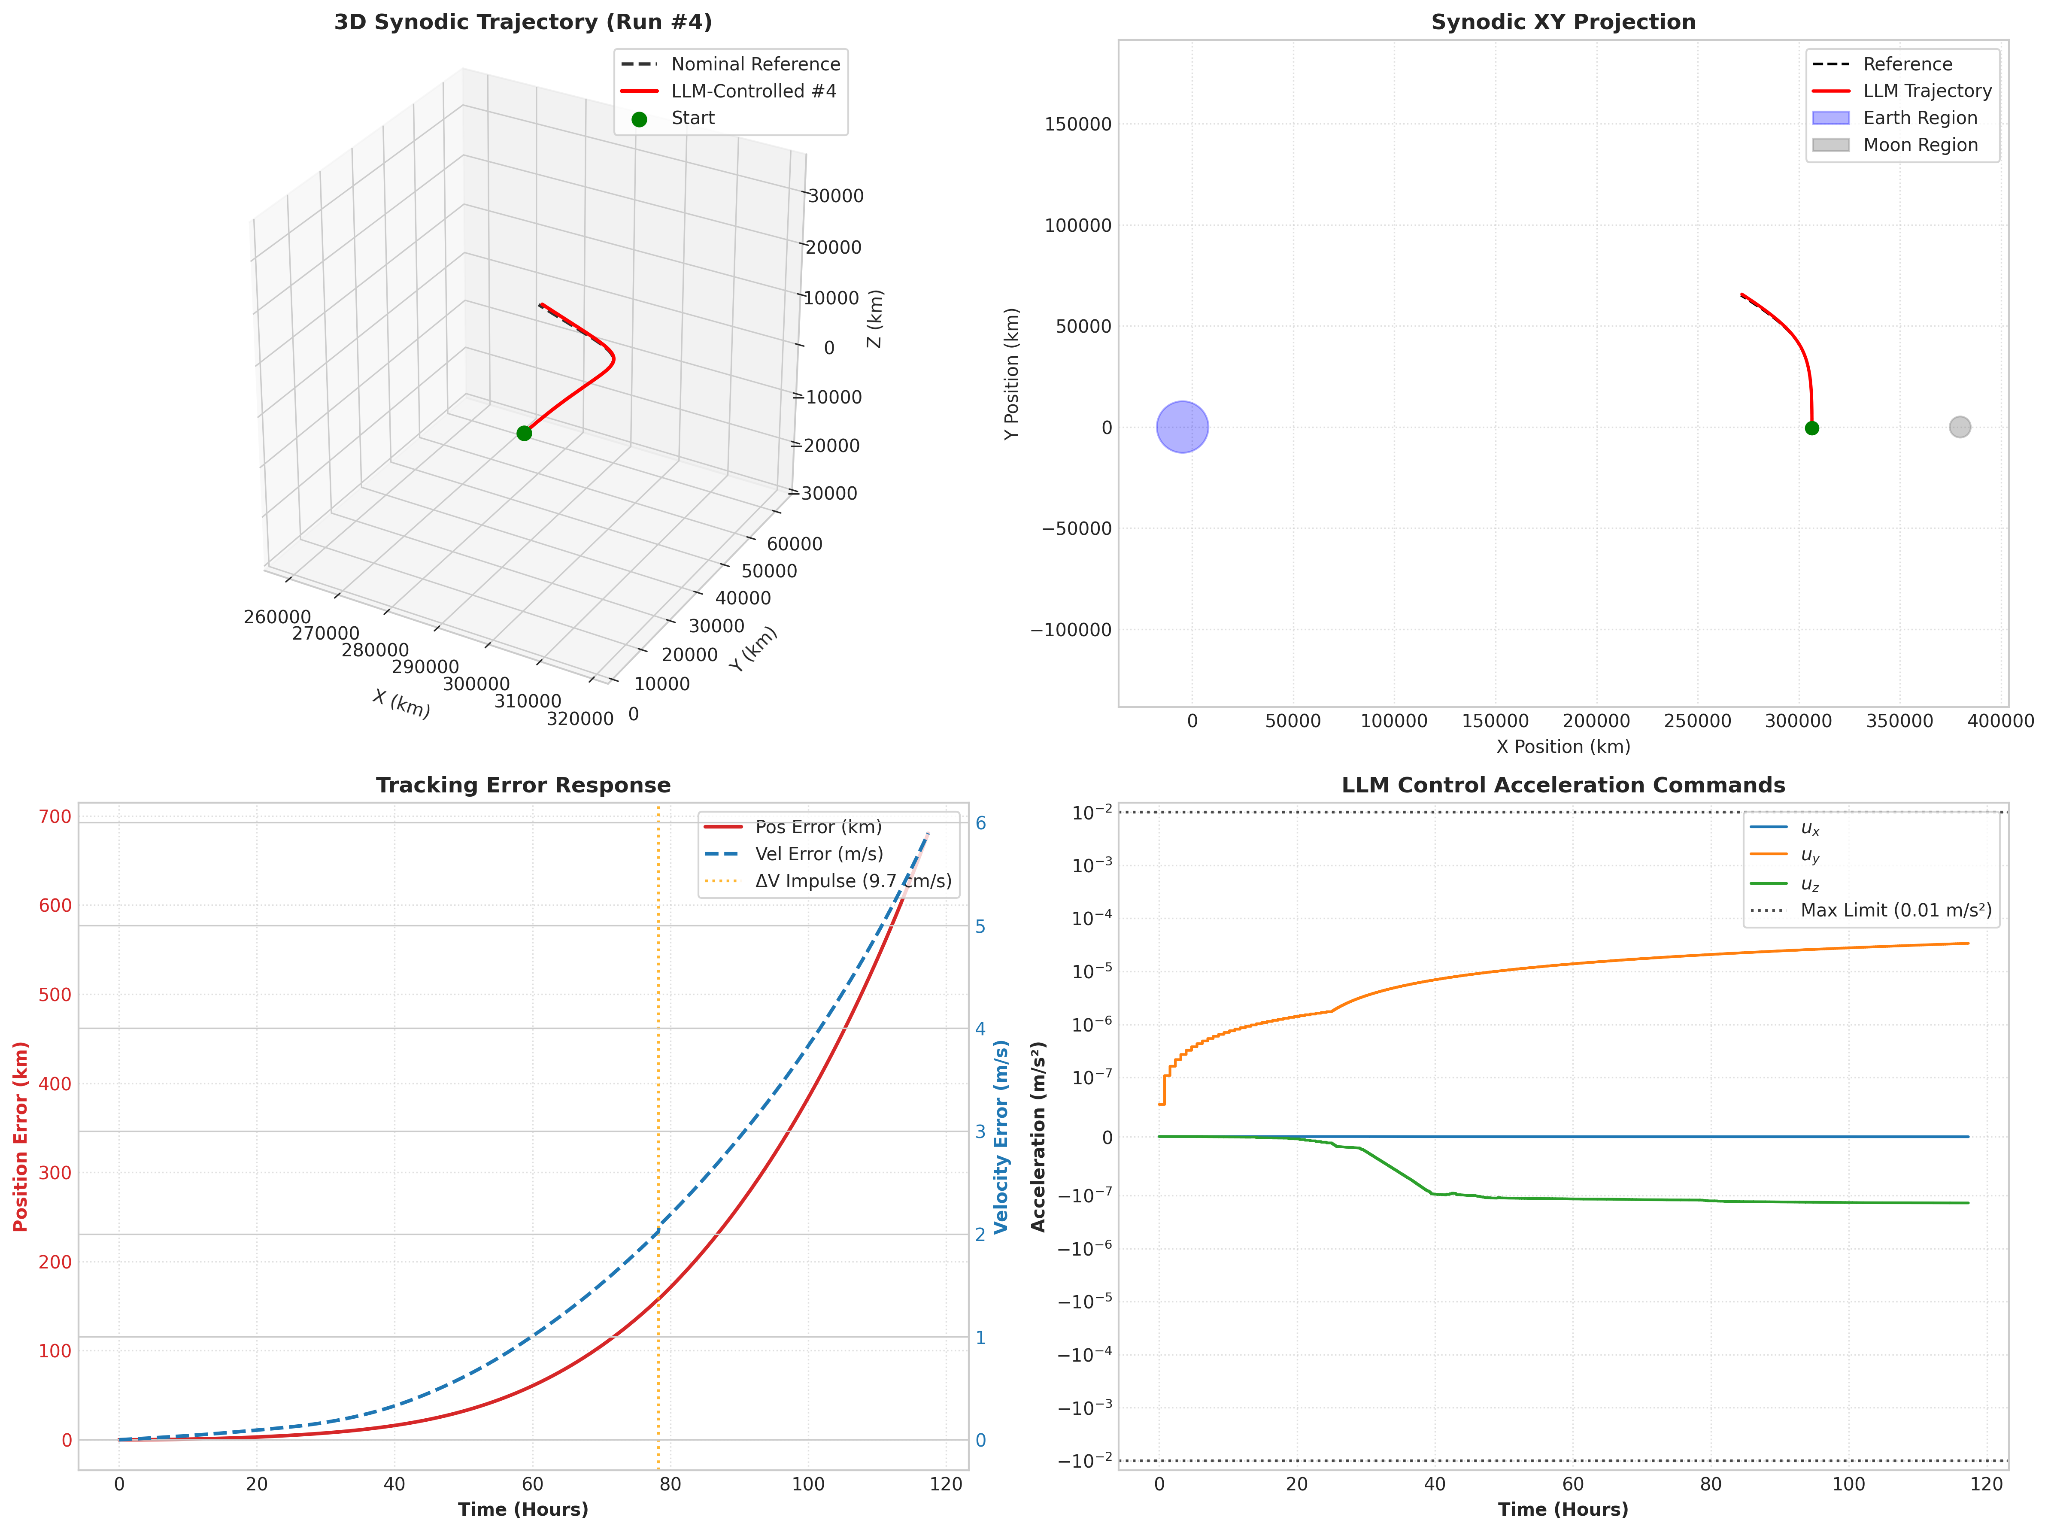 3D Synodic Trajectory (Run #4)
Nominal Reference
LLM-Controlled #4
Start
30000
20000
10000
0
−10000
−20000
−30000
Z (km)
60000
50000
40000
30000
20000
10000
0
Y (km)
260000
270000
280000
290000
300000
310000
320000
X (km)
Synodic XY Projection
Reference
LLM Trajectory
Earth Region
Moon Region
150000
100000
50000
0
−50000
−100000
Y Position (km)
0 50000 100000 150000 200000 250000 300000 350000 400000
X Position (km)
Tracking Error Response
Pos Error (km)
Vel Error (m/s)
ΔV Impulse (9.7 cm/s)
700
600
500
400
300
200
100
0
Position Error (km)
6
5
4
3
2
1
0
Velocity Error (m/s)
0 20 40 60 80 100 120
Time (Hours)
LLM Control Acceleration Commands
u_x
u_y
u_z
Max Limit (0.01 m/s²)
10⁻²
10⁻³
10⁻⁴
10⁻⁵
10⁻⁶
10⁻⁷
0
−10⁻⁷
−10⁻⁶
−10⁻⁵
−10⁻⁴
−10⁻³
−10⁻²
Acceleration (m/s²)
0 20 40 60 80 100 120
Time (Hours)